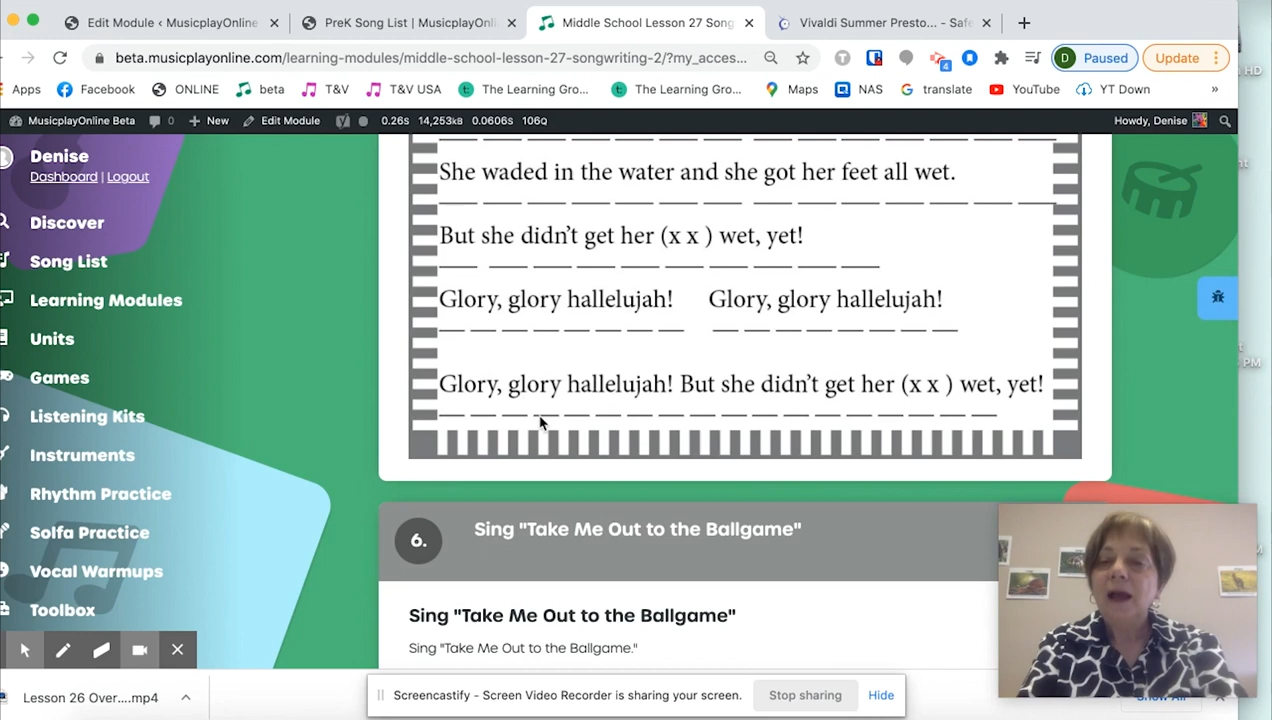 Edit Module ‹ MusicplayOnline
PreK Song List | MusicplayOnli
Middle School Lesson 27 Song
Vivaldi Summer Presto... - Safe
beta.musicplayonline.com/learning-modules/middle-school-lesson-27-songwriting-2/?my_acces...
4
D Paused
Update
Apps
Facebook
ONLINE
beta
T&V
T&V USA
The Learning Gro...
The Learning Gro...
Maps
NAS
translate
YouTube
YT Down
»
MusicplayOnline Beta
0
New
Edit Module
0.26s 14,253kB 0.0606s 106Q
Howdy, Denise
Denise
Dashboard | Logout
Discover
Song List
Learning Modules
Units
Games
Listening Kits
Instruments
Rhythm Practice
Solfa Practice
Vocal Warmups
Toolbox
She waded in the water and she got her feet all wet.
But she didn't get her (x x ) wet, yet!
Glory, glory hallelujah! Glory, glory hallelujah!
Glory, glory hallelujah! But she didn't get her (x x ) wet, yet!
6. Sing "Take Me Out to the Ballgame"
Sing "Take Me Out to the Ballgame"
Sing "Take Me Out to the Ballgame."
HD
PM
Lesson 26 Over....mp4
Screencastify - Screen Video Recorder is sharing your screen.
Stop sharing
Hide
Show All